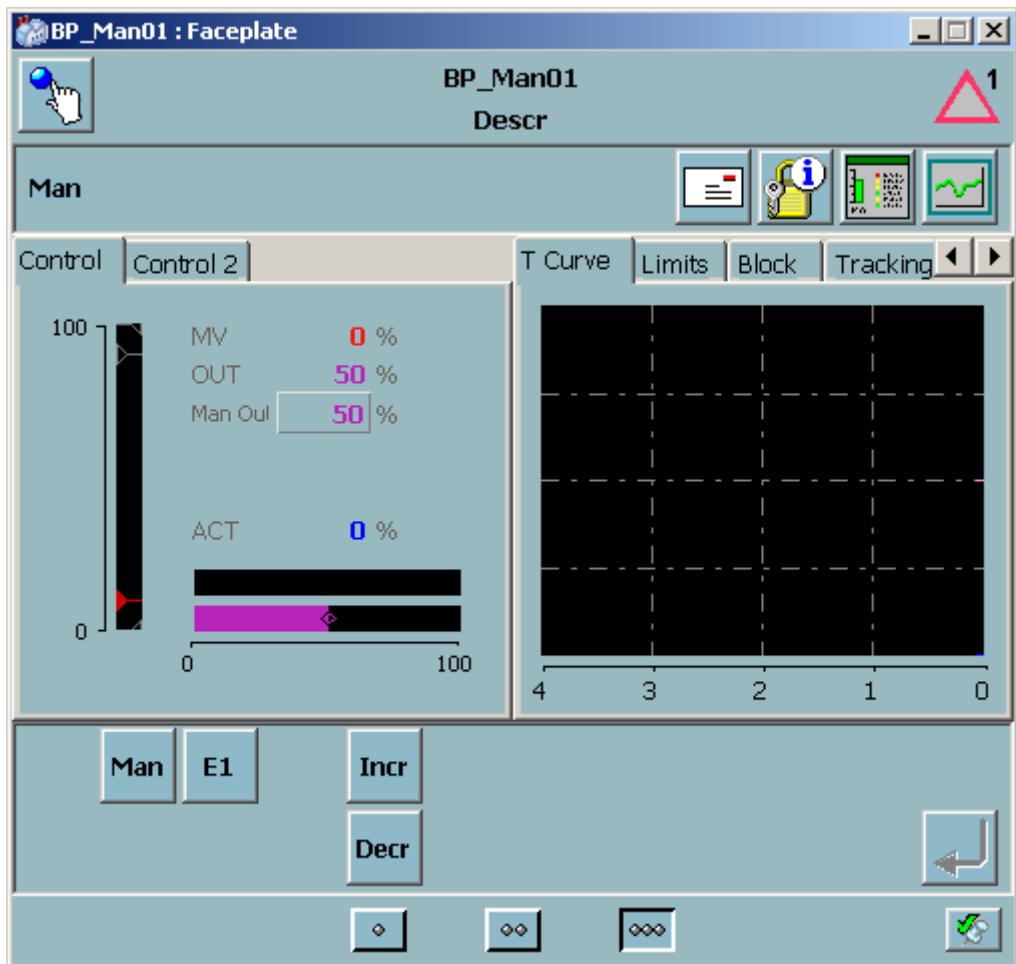 BP_Man01 : Faceplate
BP_Man01
1
Descr
Man
Control
Control 2
T Curve
Limits
Block
Tracking
100
0
MV 0 %
OUT 50 %
Man Oul 50 %
ACT 0 %
0 100
4 3 2 1 0
Man
E1
Incr
Decr